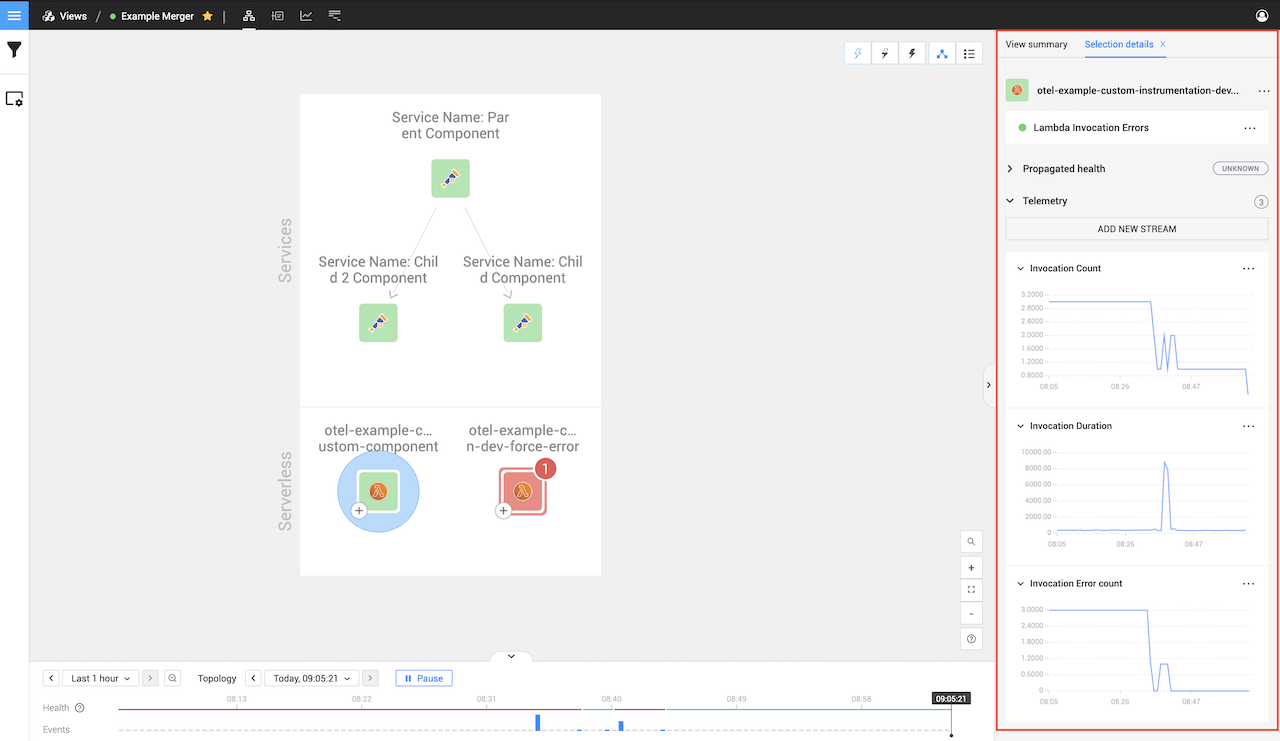 Views / Example Merger
View summary
Selection details x
otel-example-custom-instrumentation-dev...
Lambda Invocation Errors
Propagated health
UNKNOWN
Telemetry
3
ADD NEW STREAM
Invocation Count
3.2000
2.8000
2.4000
2.0000
1.6000
1.2000
0.8000
08:05 08:26 08:47
Invocation Duration
10000.00
8000.00
6000.00
4000.00
2000.00
0
08:05 08:26 08:47
Invocation Error count
3.0000
2.4000
1.8000
1.2000
0.6000
0
08:05 08:26 08:47
Services
Service Name: Par
ent Component
Service Name: Chil
d 2 Component
Service Name: Chil
d Component
Serverless
otel-example-c...
ustom-component
otel-example-c...
n-dev-force-error
1
Last 1 hour
Topology
Today, 09:05:21
Pause
08:13 08:22 08:31 08:40 08:49 08:58 09:05:21
Health
Events